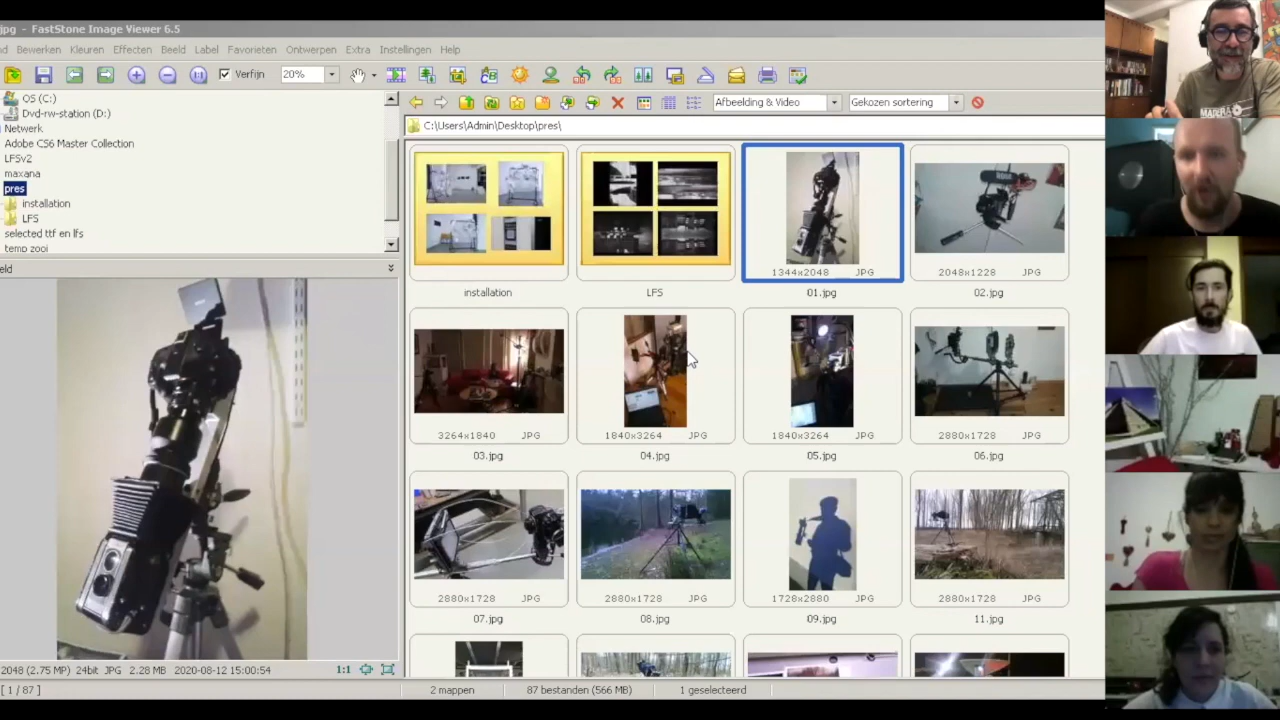 jpg - FastStone Image Viewer 6.5
Bewerken Kleuren Effecten Beeld Label Favorieten Ontwerpen Extra Instellingen Help
Verfijn 20%
Afbeelding & Video Gekozen sortering
C:\Users\Admin\Desktop\pres\
OS (C:)
Dvd-rw-station (D:)
Netwerk
Adobe CS6 Master Collection
LFSv2
maxana
pres
installation
LFS
selected ttf en lfs
temp zooi
eld
1344x2048 JPG
2048x1228 JPG
installation
LFS
01.jpg
02.jpg
3264x1840 JPG
1840x3264 JPG
1840x3264 JPG
2880x1728 JPG
03.jpg
04.jpg
05.jpg
06.jpg
2880x1728 JPG
2880x1728 JPG
1728x2880 JPG
2880x1728 JPG
07.jpg
08.jpg
09.jpg
11.jpg
2048 (2.75 MP) 24bit JPG 2.28 MB 2020-08-12 15:00:54 1:1
[ 1 / 87 ]
2 mappen 87 bestanden (566 MB) 1 geselecteerd